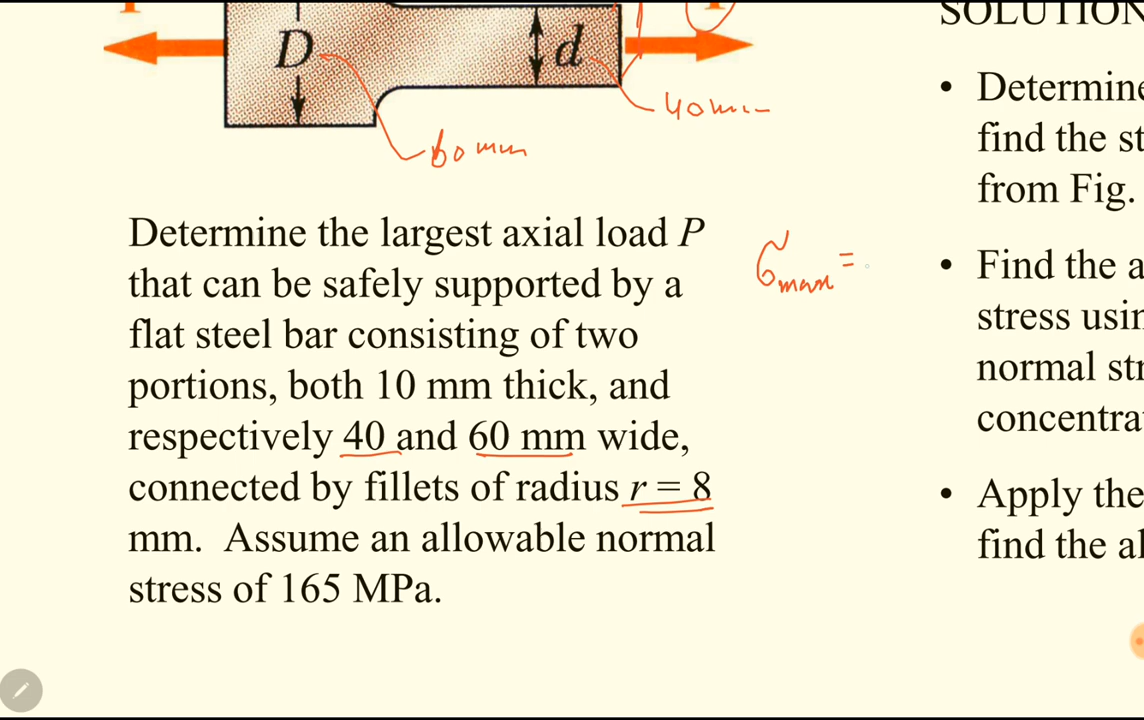 SOLUTION
D
d
40mm
60 mm
• Determine
find the st
from Fig.
Determine the largest axial load P
that can be safely supported by a
flat steel bar consisting of two
portions, both 10 mm thick, and
respectively 40 and 60 mm wide,
connected by fillets of radius r = 8
mm. Assume an allowable normal
stress of 165 MPa.
σmax =
• Find the a
stress usin
normal str
concentra
• Apply the
find the al